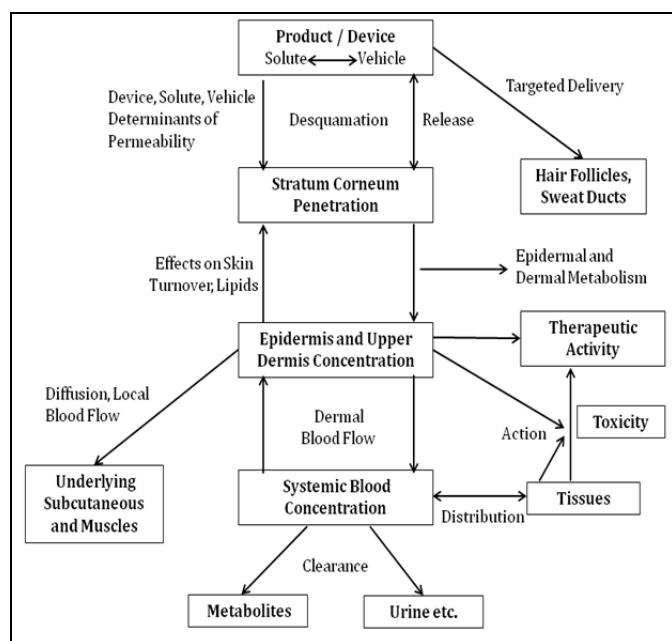 Product / Device
Solute Vehicle
Targeted Delivery
Device, Solute, Vehicle
Determinants of
Permeability
Desquamation
Release
Stratum Corneum
Penetration
Hair Follicles,
Sweat Ducts
Effects on Skin
Turnover, Lipids
Epidermal and
Dermal Metabolism
Epidermis and Upper
Dermis Concentration
Therapeutic
Activity
Diffusion, Local
Blood Flow
Dermal
Blood Flow
Action
Toxicity
Underlying
Subcutaneous
and Muscles
Systemic Blood
Concentration
Distribution
Tissues
Clearance
Metabolites
Urine etc.